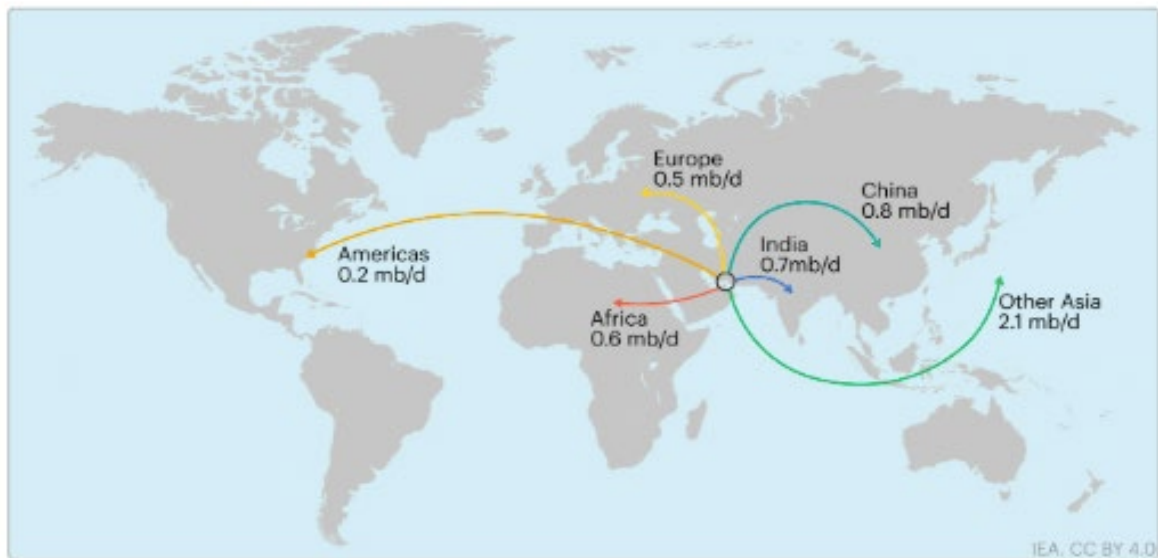 Europe
0.5 mb/d
China
0.8 mb/d
Americas
0.2 mb/d
India
0.7mb/d
Africa
0.6 mb/d
Other Asia
2.1 mb/d
IEA. CC BY 4.0